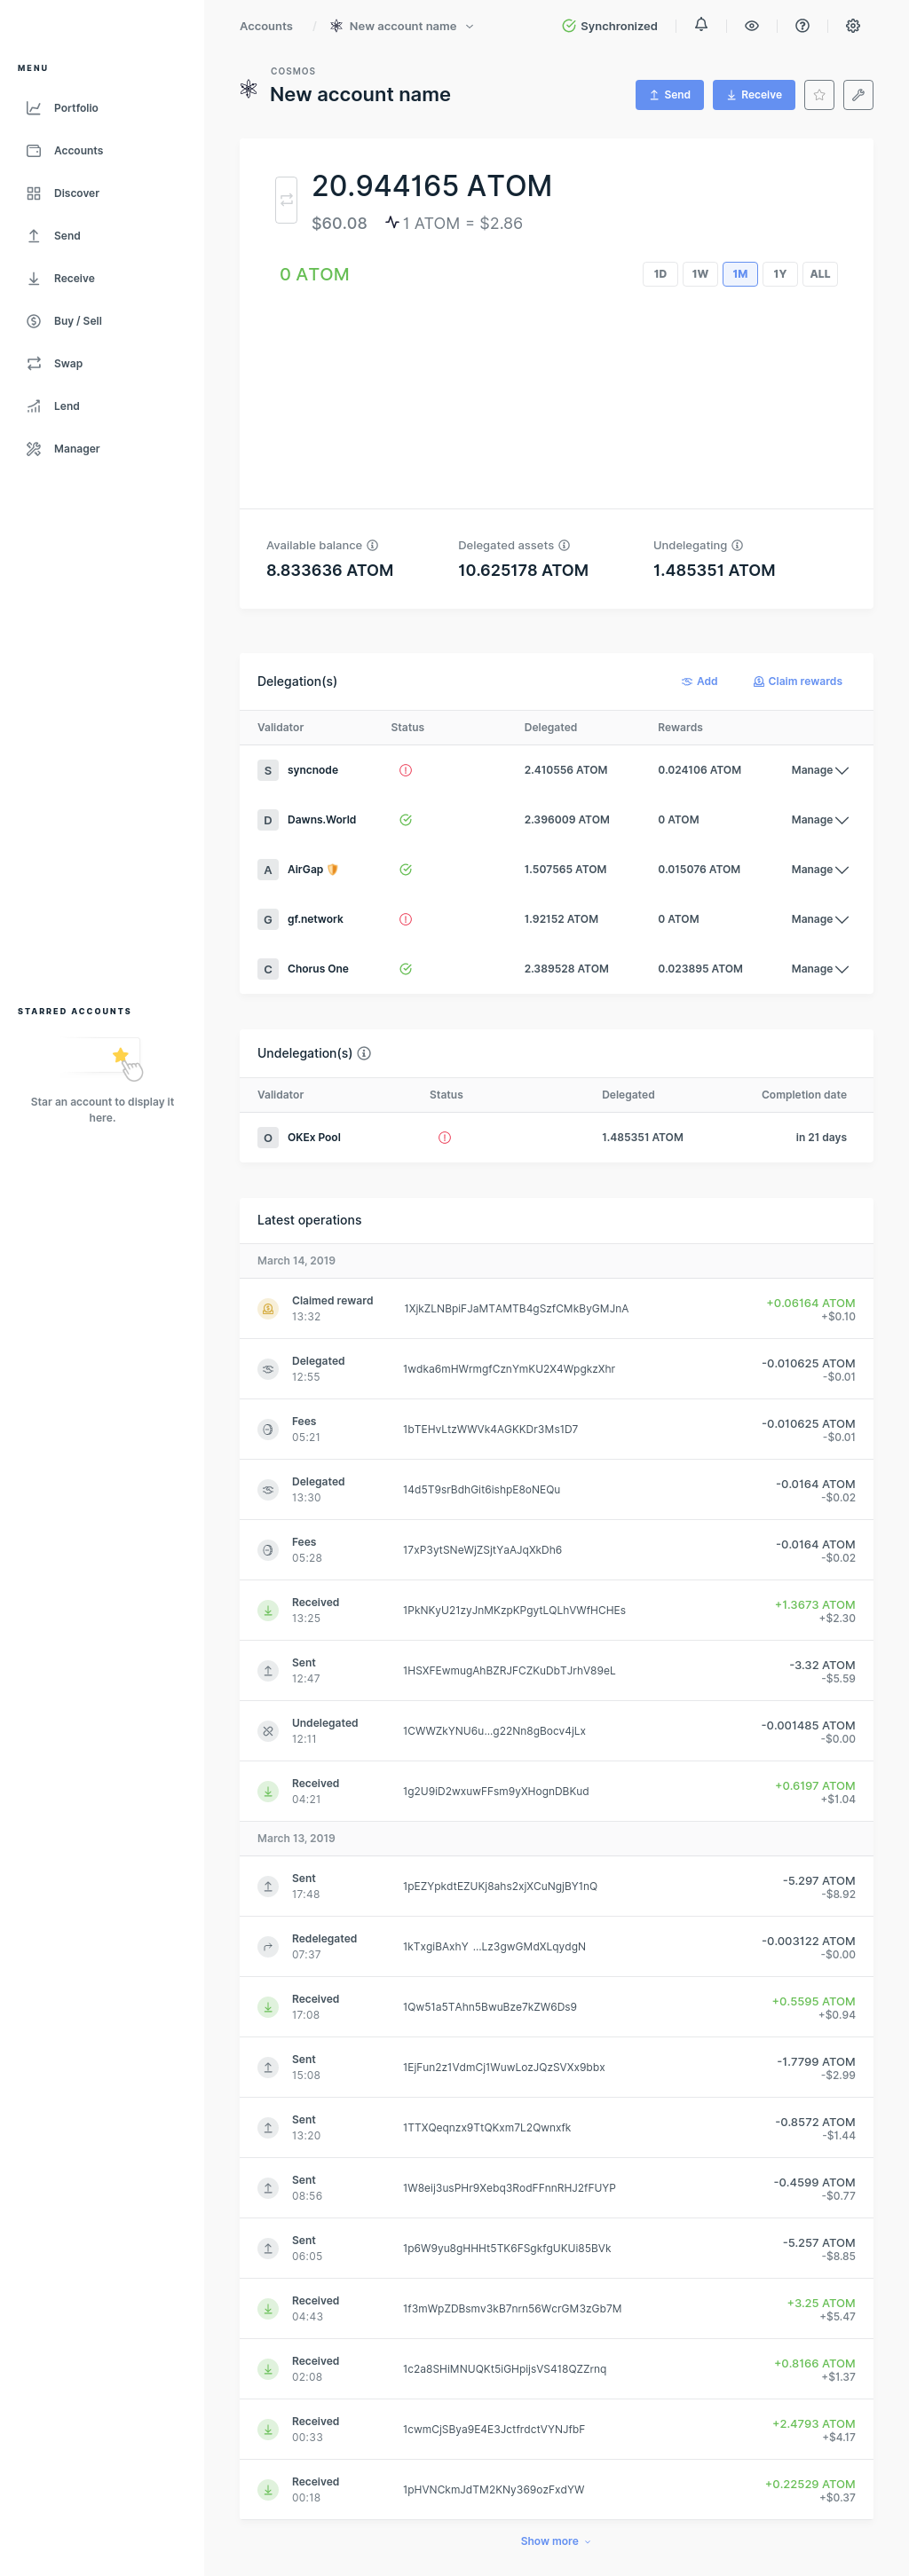 Accounts / New account name
Synchronized
MENU
Portfolio
Accounts
Discover
Send
Receive
Buy / Sell
Swap
Lend
Manager
STARRED ACCOUNTS
Star an account to display it
here.
COSMOS
New account name
Send
Receive
20.944165 ATOM
$60.08 1 ATOM = $2.86
0 ATOM
1D 1W 1M 1Y ALL
Available balance Delegated assets Undelegating
8.833636 ATOM 10.625178 ATOM 1.485351 ATOM
Delegation(s) Add Claim rewards
Validator Status Delegated Rewards
S syncnode 2.410556 ATOM 0.024106 ATOM Manage
D Dawns.World 2.396009 ATOM 0 ATOM Manage
A AirGap 1.507565 ATOM 0.015076 ATOM Manage
G gf.network 1.92152 ATOM 0 ATOM Manage
C Chorus One 2.389528 ATOM 0.023895 ATOM Manage
Undelegation(s)
Validator Status Delegated Completion date
O OKEx Pool 1.485351 ATOM in 21 days
Latest operations
March 14, 2019
Claimed reward 1XjkZLNBpiFJaMTAMTB4gSzfCMkByGMJnA +0.06164 ATOM
13:32 +$0.10
Delegated 1wdka6mHWrmgfCznYmKU2X4WpgkzXhr -0.010625 ATOM
12:55 -$0.01
Fees 1bTEHvLtzWWVk4AGKKDr3Ms1D7 -0.010625 ATOM
05:21 -$0.01
Delegated 14d5T9srBdhGit6ishpE8oNEQu -0.0164 ATOM
13:30 -$0.02
Fees 17xP3ytSNeWjZSjtYaAJqXkDh6 -0.0164 ATOM
05:28 -$0.02
Received 1PkNKyU21zyJnMKzpKPgytLQLhVWfHCHEs +1.3673 ATOM
13:25 +$2.30
Sent 1HSXFEwmugAhBZRJFCZKuDbTJrhV89eL -3.32 ATOM
12:47 -$5.59
Undelegated 1CWWZkYNU6u...g22Nn8gBocv4jLx -0.001485 ATOM
12:11 -$0.00
Received 1g2U9iD2wxuwFFsm9yXHognDBKud +0.6197 ATOM
04:21 +$1.04
March 13, 2019
Sent 1pEZYpkdtEZUKj8ahs2xjXCuNgjBY1nQ -5.297 ATOM
17:48 -$8.92
Redelegated 1kTxgiBAxhY ...Lz3gwGMdXLqydgN -0.003122 ATOM
07:37 -$0.00
Received 1Qw51a5TAhn5BwuBze7kZW6Ds9 +0.5595 ATOM
17:08 +$0.94
Sent 1EjFun2z1VdmCj1WuwLozJQzSVXx9bbx -1.7799 ATOM
15:08 -$2.99
Sent 1TTXQeqnzx9TtQKxm7L2Qwnxfk -0.8572 ATOM
13:20 -$1.44
Sent 1W8eij3usPHr9Xebq3RodFFnnRHJ2fFUYP -0.4599 ATOM
08:56 -$0.77
Sent 1p6W9yu8gHHHt5TK6FSgkfgUKUi85BVk -5.257 ATOM
06:05 -$8.85
Received 1f3mWpZDBsmv3kB7nrn56WcrGM3zGb7M +3.25 ATOM
04:43 +$5.47
Received 1c2a8SHiMNUQKt5iGHpijsVS418QZZrnq +0.8166 ATOM
02:08 +$1.37
Received 1cwmCjSBya9E4E3JctfrdctVYNJfbF +2.4793 ATOM
00:33 +$4.17
Received 1pHVNCkmJdTM2KNy369ozFxdYW +0.22529 ATOM
00:18 +$0.37
Show more